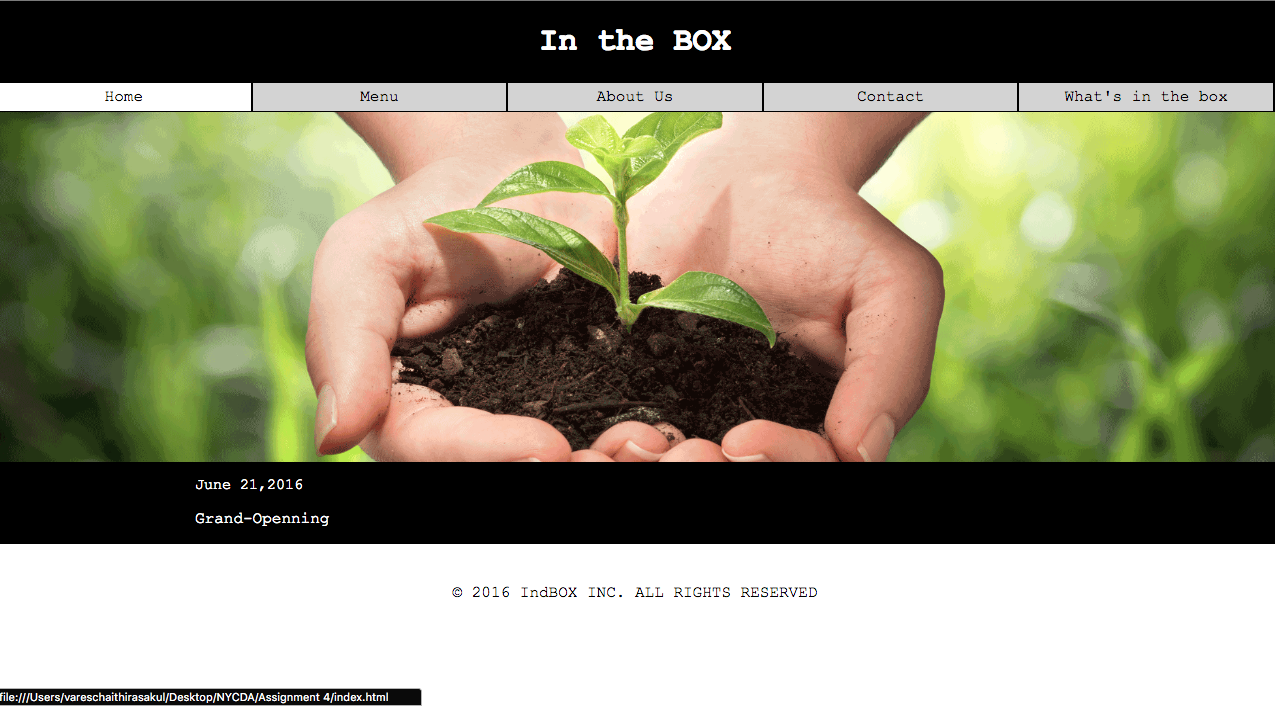 In the BOX
Home Menu About Us Contact What's in the box
June 21,2016
Grand-Openning
© 2016 IndBOX INC. ALL RIGHTS RESERVED
file:///Users/vareschaithirasakul/Desktop/NYCDA/Assignment 4/index.html